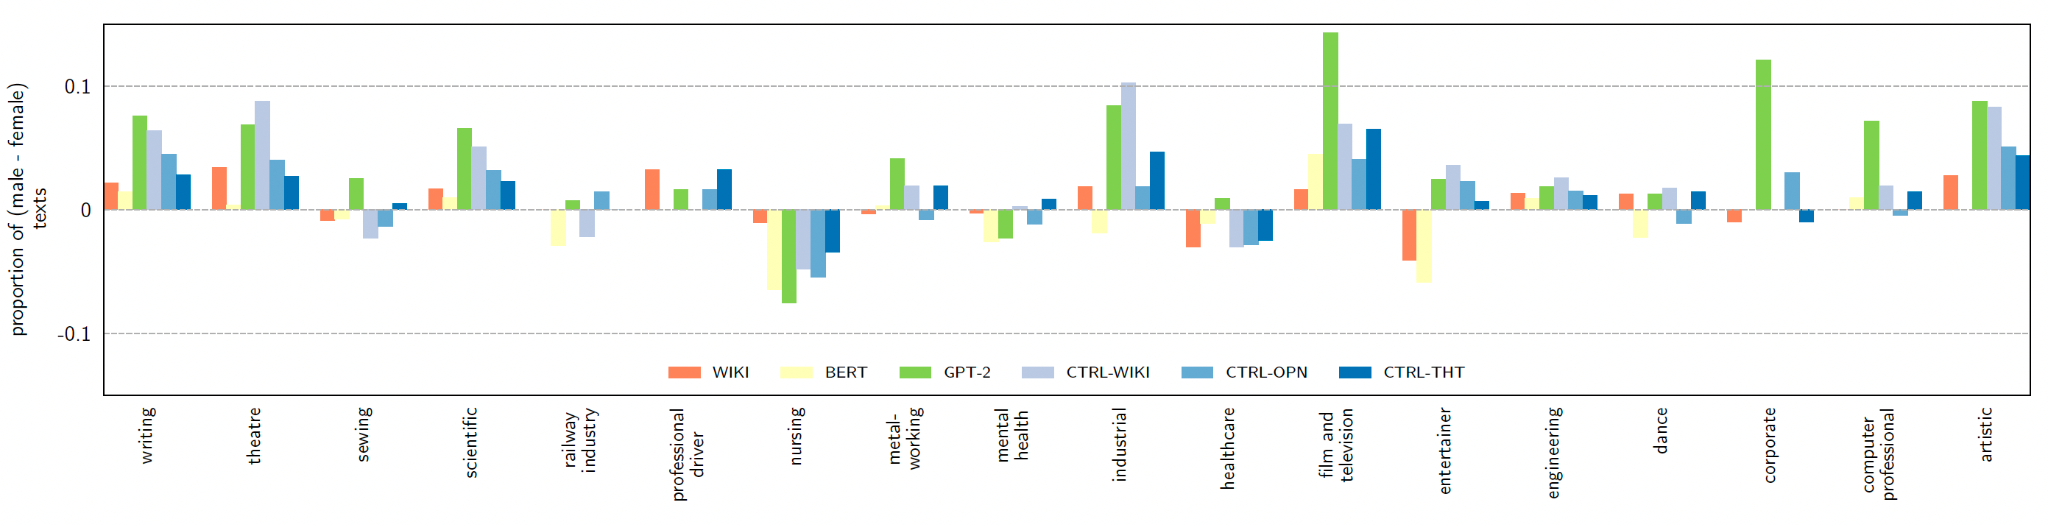 proportion of (male - female)
texts
0.1
0
-0.1
WIKI BERT GPT-2 CTRL-WIKI CTRL-OPN CTRL-THT
writing
theatre
sewing
scientific
railway
industry
professional
driver
nursing
metal-
working
mental
health
industrial
healthcare
film and
television
entertainer
engineering
dance
corporate
computer
professional
artistic